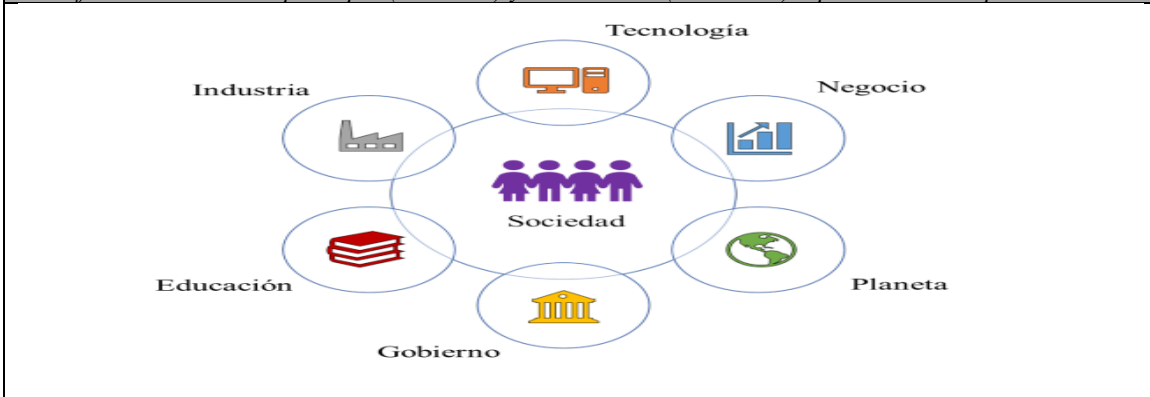 Tecnología
Industria
Negocio
Sociedad
Educación
Planeta
Gobierno